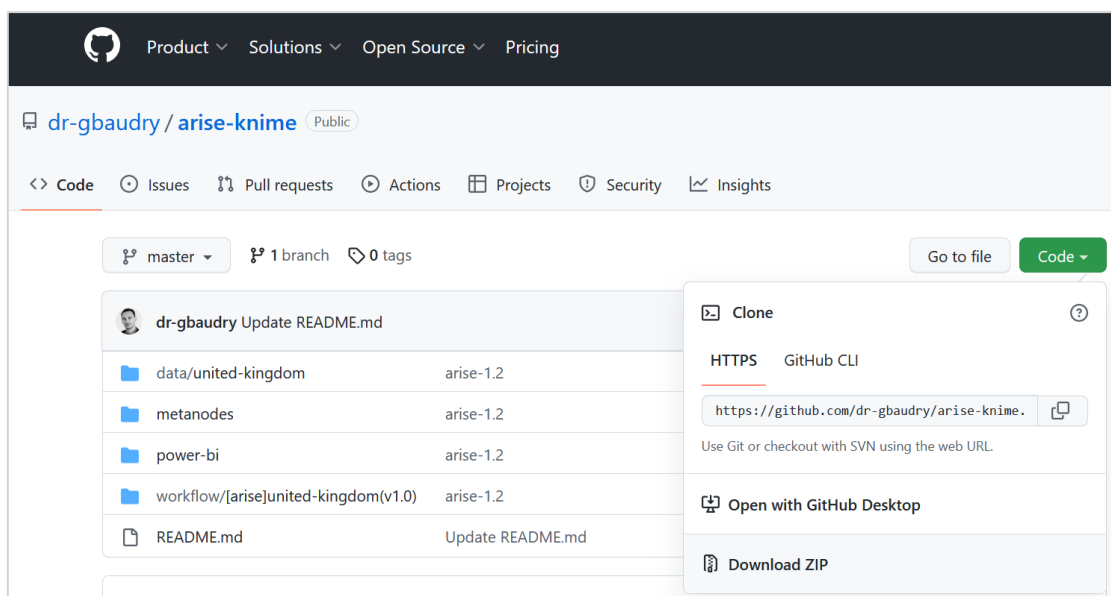 Product Solutions Open Source Pricing
dr-gbaudry / arise-knime Public
<> Code Issues Pull requests Actions Projects Security Insights
master 1 branch 0 tags Go to file Code
dr-gbaudry Update README.md
data/united-kingdom arise-1.2
metanodes arise-1.2
power-bi arise-1.2
workflow/[arise]united-kingdom(v1.0) arise-1.2
README.md Update README.md
Clone
HTTPS GitHub CLI
https://github.com/dr-gbaudry/arise-knime.
Use Git or checkout with SVN using the web URL.
Open with GitHub Desktop
Download ZIP